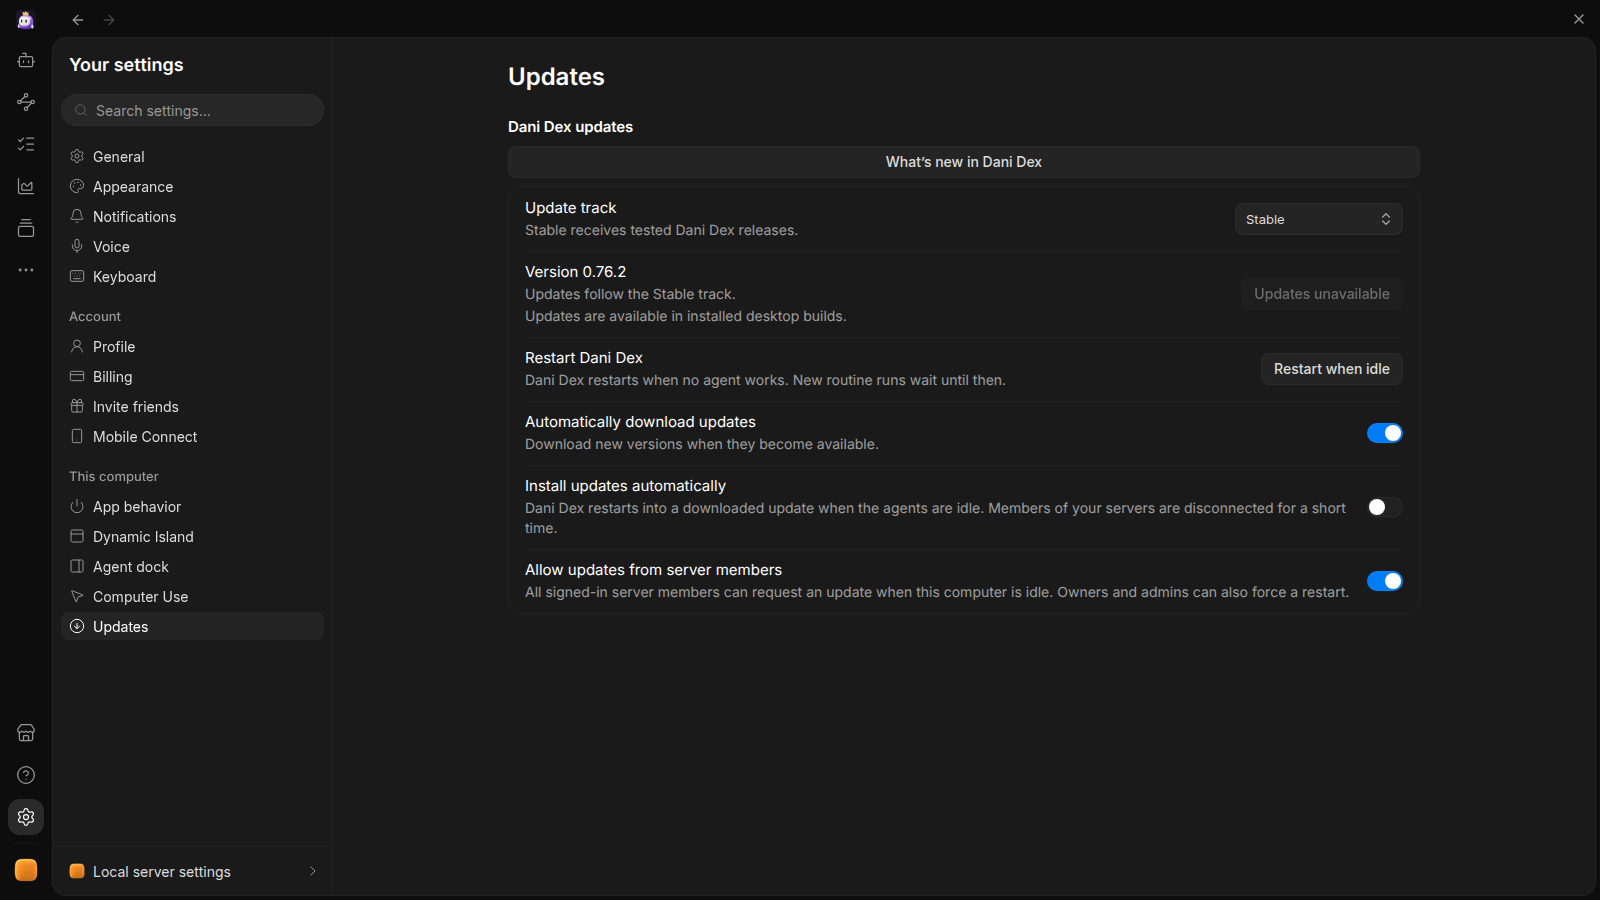 Your settings
Search settings...
General
Appearance
Notifications
Voice
Keyboard
Account
Profile
Billing
Invite friends
Mobile Connect
This computer
App behavior
Dynamic Island
Agent dock
Computer Use
Updates
Local server settings
Updates
Dani Dex updates
What's new in Dani Dex
Update track
Stable receives tested Dani Dex releases.
Stable
Version 0.76.2
Updates follow the Stable track.
Updates are available in installed desktop builds.
Updates unavailable
Restart Dani Dex
Dani Dex restarts when no agent works. New routine runs wait until then.
Restart when idle
Automatically download updates
Download new versions when they become available.
Install updates automatically
Dani Dex restarts into a downloaded update when the agents are idle. Members of your servers are disconnected for a short
time.
Allow updates from server members
All signed-in server members can request an update when this computer is idle. Owners and admins can also force a restart.